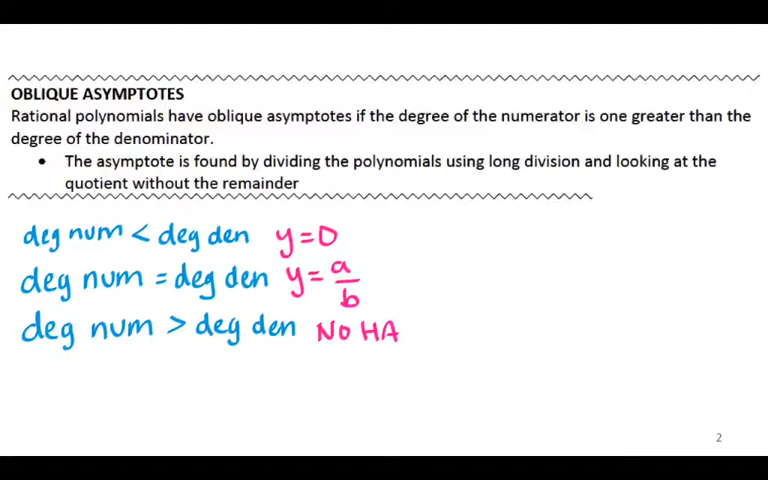 OBLIQUE ASYMPTOTES
Rational polynomials have oblique asymptotes if the degree of the numerator is one greater than the
degree of the denominator.
• The asymptote is found by dividing the polynomials using long division and looking at the
quotient without the remainder
deg num < deg den y=0
deg num = deg den y=a/b
deg num > deg den NO HA
2